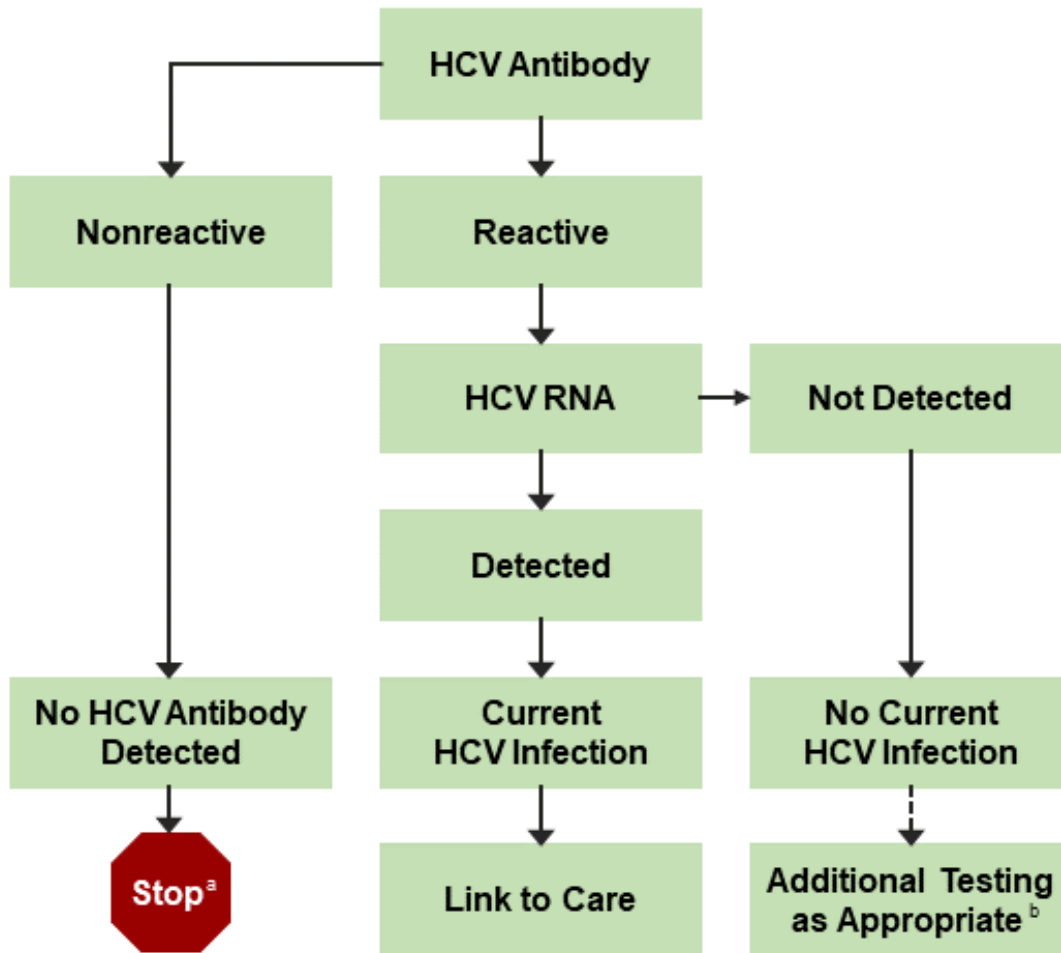 HCV Antibody
Nonreactive
Reactive
HCV RNA
Not Detected
Detected
No HCV Antibody
Detected
Current
HCV Infection
No Current
HCV Infection
Stop a
Link to Care
Additional Testing
as Appropriate b